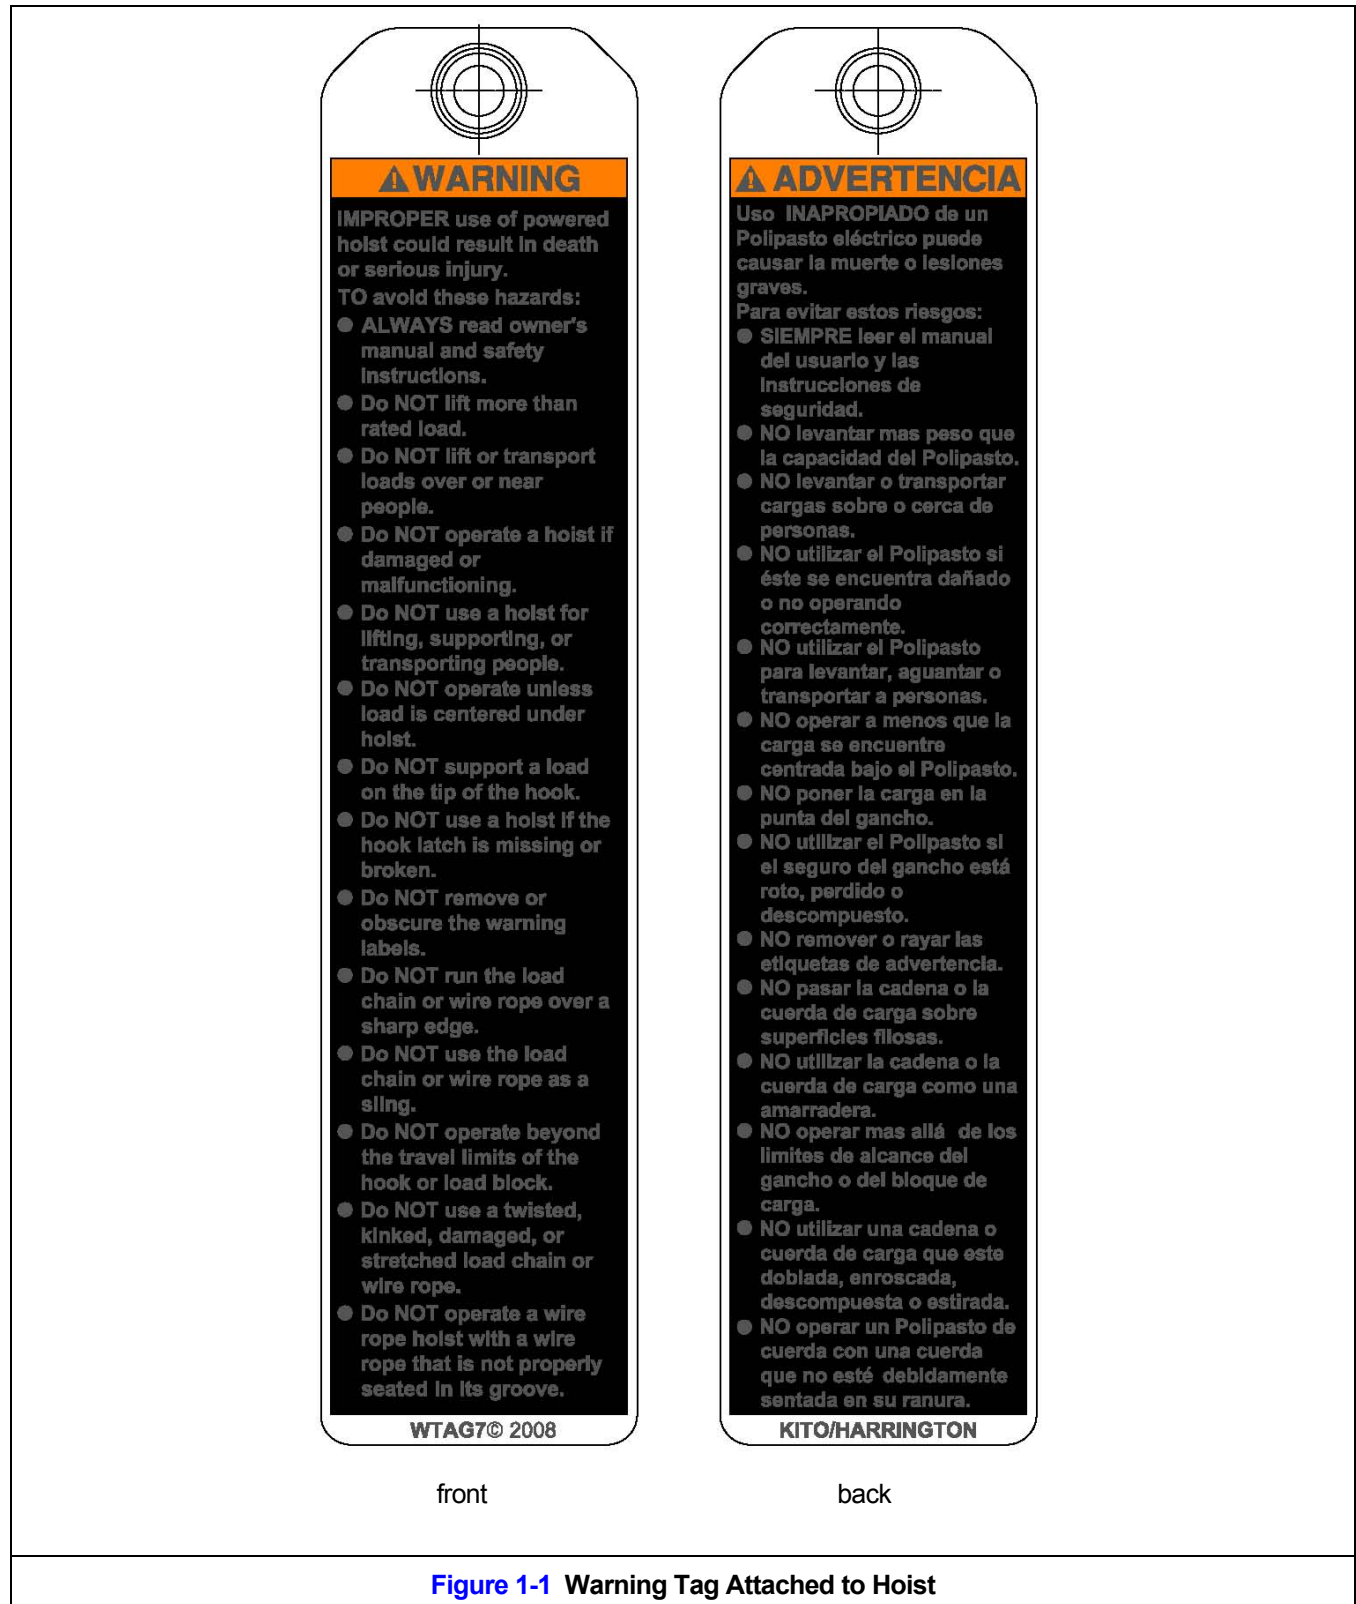 WARNING
IMPROPER use of powered
hoist could result in death
or serious injury.
TO avoid these hazards:
● ALWAYS read owner's
manual and safety
instructions.
● Do NOT lift more than
rated load.
● Do NOT lift or transport
loads over or near
people.
● Do NOT operate a hoist if
damaged or
malfunctioning.
● Do NOT use a hoist for
lifting, supporting, or
transporting people.
● Do NOT operate unless
load is centered under
hoist.
● Do NOT support a load
on the tip of the hook.
● Do NOT use a hoist if the
hook latch is missing or
broken.
● Do NOT remove or
obscure the warning
labels.
● Do NOT run the load
chain or wire rope over a
sharp edge.
● Do NOT use the load
chain or wire rope as a
sling.
● Do NOT operate beyond
the travel limits of the
hook or load block.
● Do NOT use a twisted,
kinked, damaged, or
stretched load chain or
wire rope.
● Do NOT operate a wire
rope hoist with a wire
rope that is not properly
seated in its groove.
WTAG7© 2008
front
ADVERTENCIA
Uso INAPROPIADO de un
Polipasto eléctrico puede
causar la muerte o lesiones
graves.
Para evitar estos riesgos:
● SIEMPRE leer el manual
del usuario y las
instrucciones de
seguridad.
● NO levantar mas peso que
la capacidad del Polipasto.
● NO levantar o transportar
cargas sobre o cerca de
personas.
● NO utilizar el Polipasto si
éste se encuentra dañado
o no operando
correctamente.
● NO utilizar el Polipasto
para levantar, aguantar o
transportar a personas.
● NO operar a menos que la
carga se encuentre
centrada bajo el Polipasto.
● NO poner la carga en la
punta del gancho.
● NO utilizar el Polipasto si
el seguro del gancho está
roto, perdido o
descompuesto.
● NO remover o rayar las
etiquetas de advertencia.
● NO pasar la cadena o la
cuerda de carga sobre
superficies filosas.
● NO utilizar la cadena o la
cuerda de carga como una
amarradera.
● NO operar mas allá de los
limites de alcance del
gancho o del bloque de
carga.
● NO utilizar una cadena o
cuerda de carga que este
doblada, enroscada,
descompuesta o estirada.
● NO operar un Polipasto de
cuerda con una cuerda
que no esté debidamente
sentada en su ranura.
KITO/HARRINGTON
back
Figure 1-1 Warning Tag Attached to Hoist